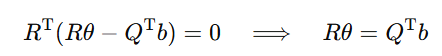 Rᵀ(Rθ − Qᵀb) = 0 ⟹ Rθ = Qᵀb